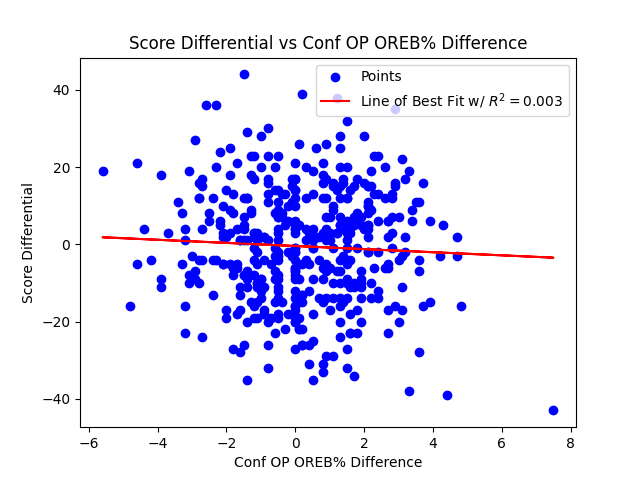 Score Differential vs Conf OP OREB% Difference
Points
Line of Best Fit w/ R² = 0.003
Score Differential
40
20
0
−20
−40
−6
−4
−2
0
2
4
6
8
Conf OP OREB% Difference